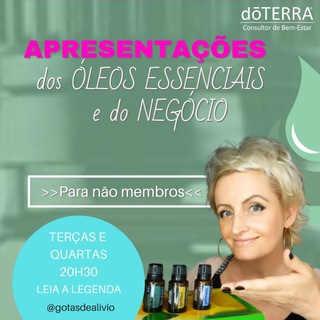 dōTERRA®
Consultor de Bem-Estar
APRESENTAÇÕES
dos ÓLEOS ESSENCIAIS
e do NEGÓCIO
>>Para não membros<<
TERÇAS E
QUARTAS
20H30
LEIA A LEGENDA
@gotasdealivio